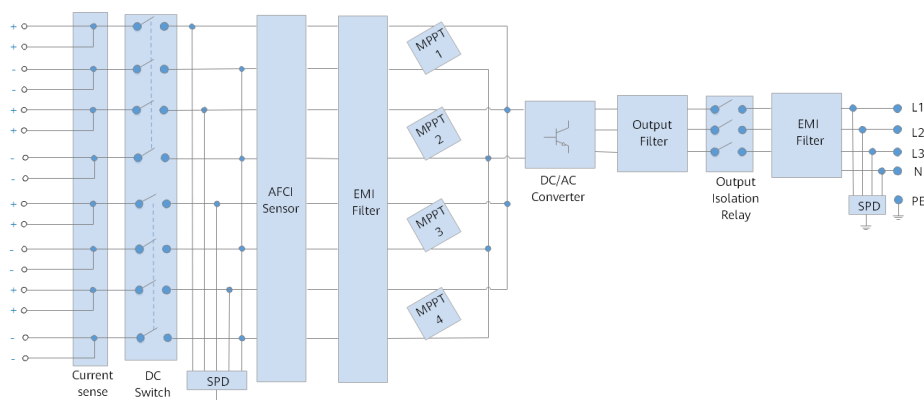 +
+
-
-
+
+
-
-
+
+
-
-
+
+
-
-
Current
sense
DC
Switch
SPD
AFCI
Sensor
EMI
Filter
MPPT
1
MPPT
2
MPPT
3
MPPT
4
DC/AC
Converter
Output
Filter
Output
Isolation
Relay
EMI
Filter
SPD
L1
L2
L3
N
PE